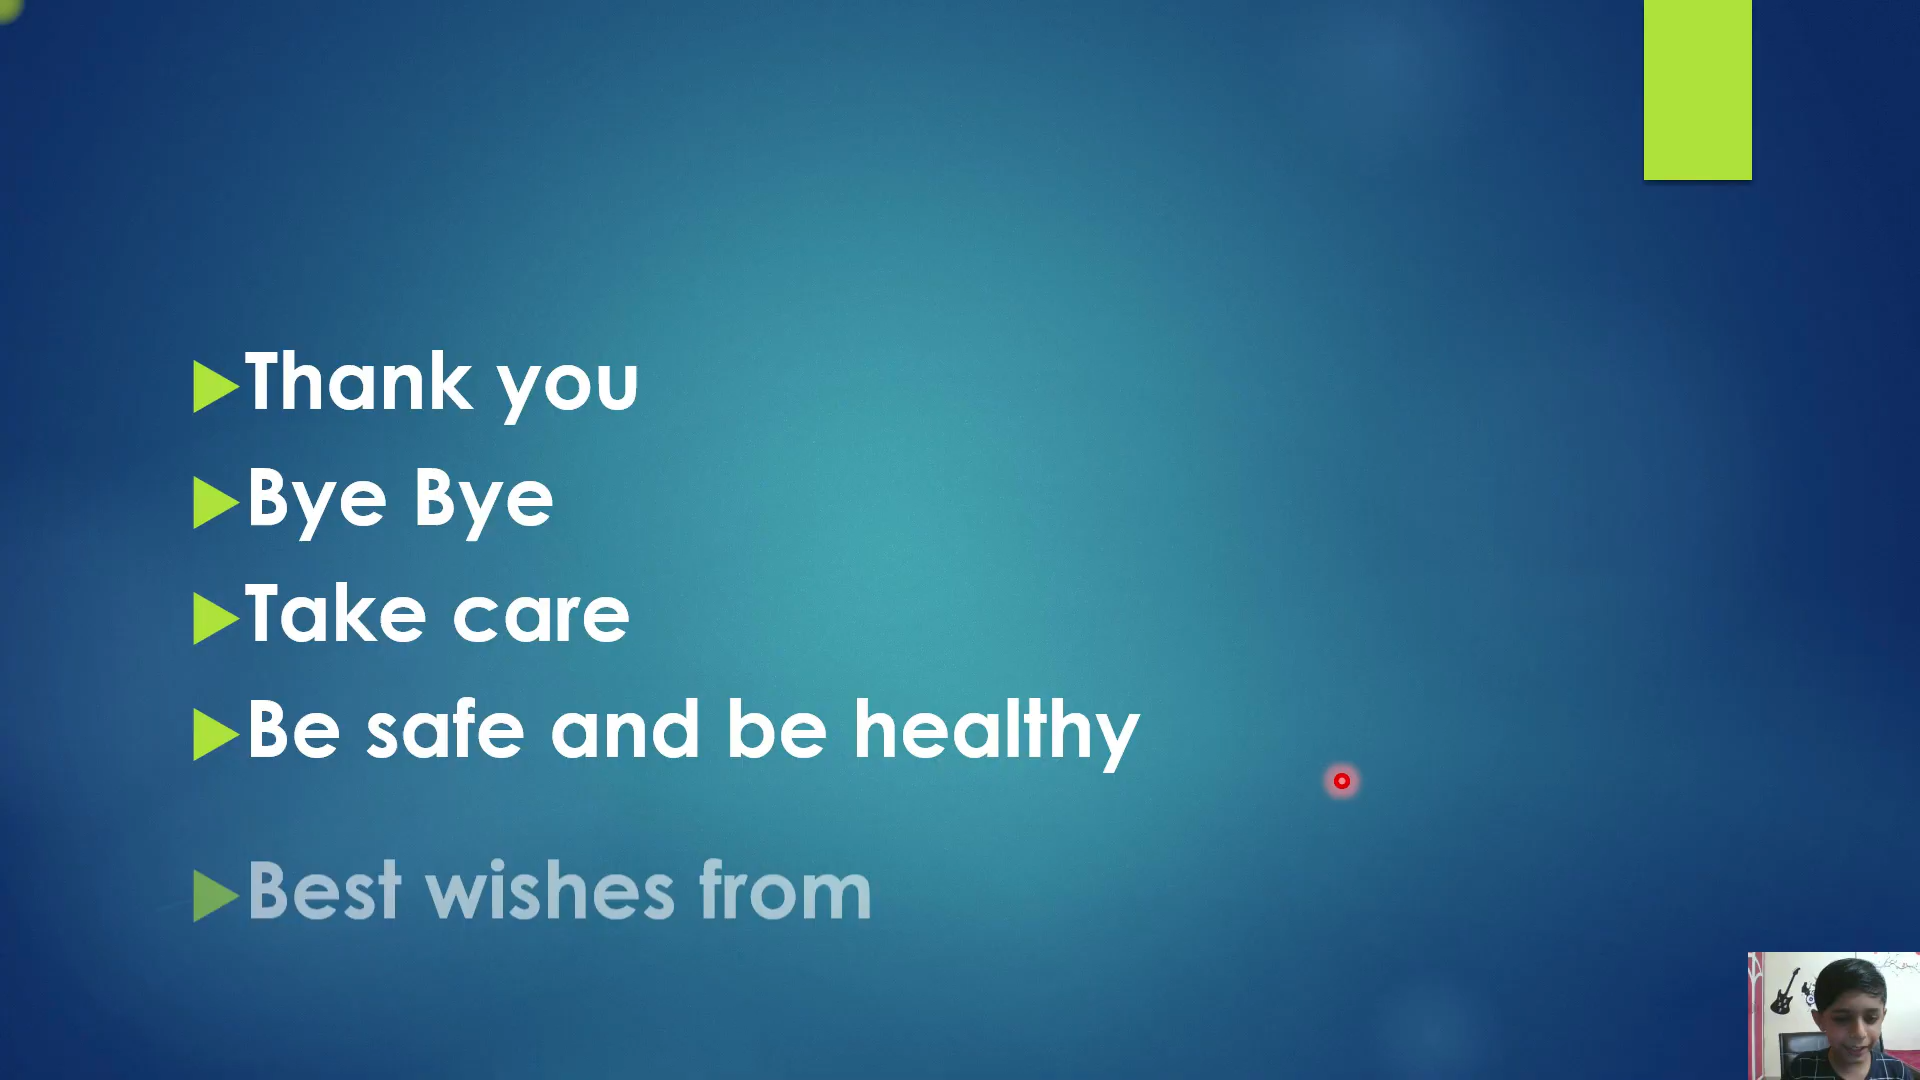 Thank you
Bye Bye
Take care
Be safe and be healthy
Best wishes from